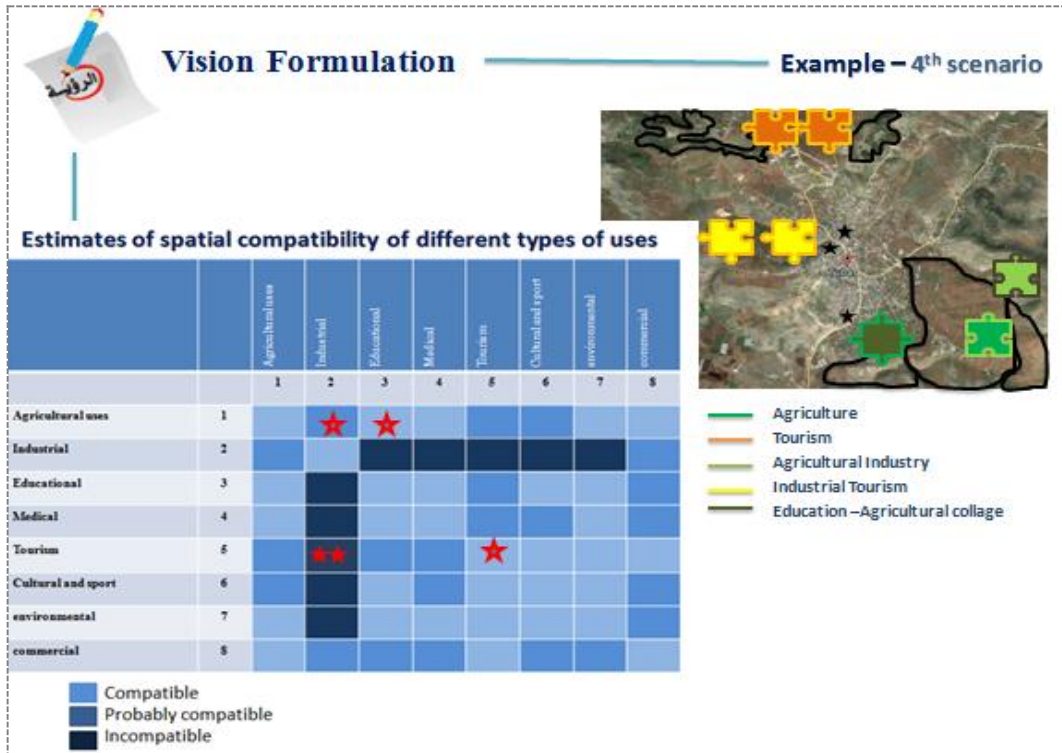 الرؤية
Vision Formulation
Example – 4th scenario
Estimates of spatial compatibility of different types of uses
Agricultural uses
Industrial
Educational
Medical
Tourism
Cultural and sport
environmental
commercial
1 2 3 4 5 6 7 8
Agricultural uses 1
Industrial 2
Educational 3
Medical 4
Tourism 5
Cultural and sport 6
environmental 7
commercial 8
Agriculture
Tourism
Agricultural Industry
Industrial Tourism
Education –Agricultural collage
Compatible
Probably compatible
Incompatible